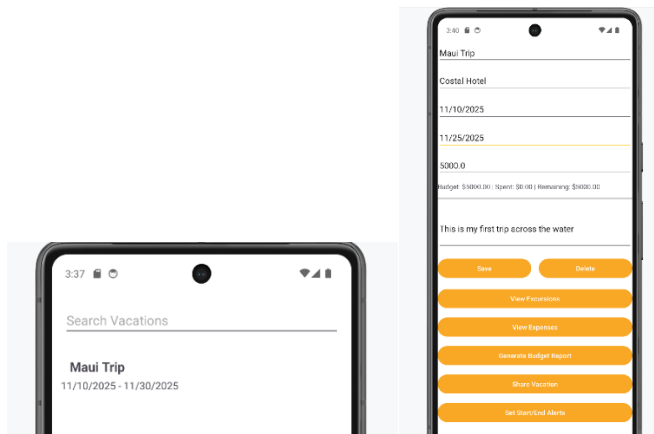 3:37
Search Vacations
Maui Trip
11/10/2025 - 11/30/2025
3:40
Maui Trip
Costal Hotel
11/10/2025
11/25/2025
5000.0
Budget: $5000.00 | Spent: $0.00 | Remaining: $5000.00
This is my first trip across the water
Save
Delete
View Excursions
View Expenses
Generate Budget Report
Share Vacation
Set Start/End Alerts